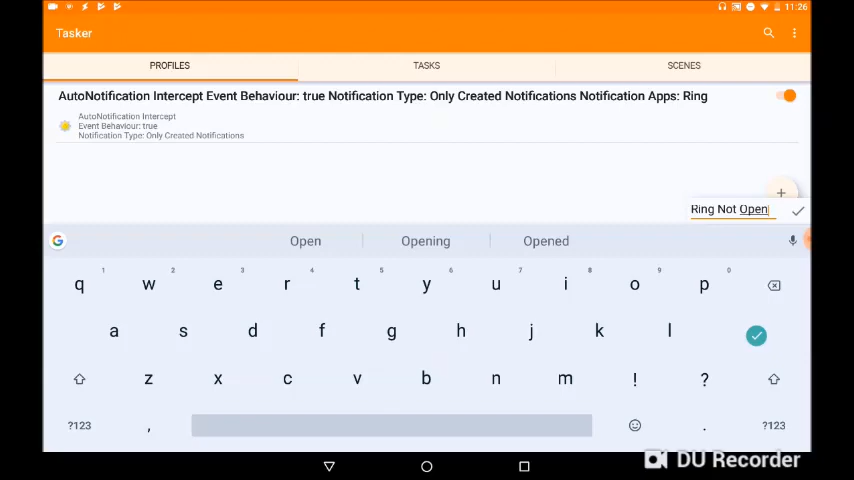 11:26
Tasker
PROFILES TASKS SCENES
AutoNotification Intercept Event Behaviour: true Notification Type: Only Created Notifications Notification Apps: Ring
AutoNotification Intercept
Event Behaviour: true
Notification Type: Only Created Notifications
+
Ring Not Open
G Open Opening Opened
1 2 3 4 5 6 7 8 9 0
q w e r t y u i o p
a s d f g h j k l
z x c v b n m ! ?
?123 , . ?123
DU Recorder